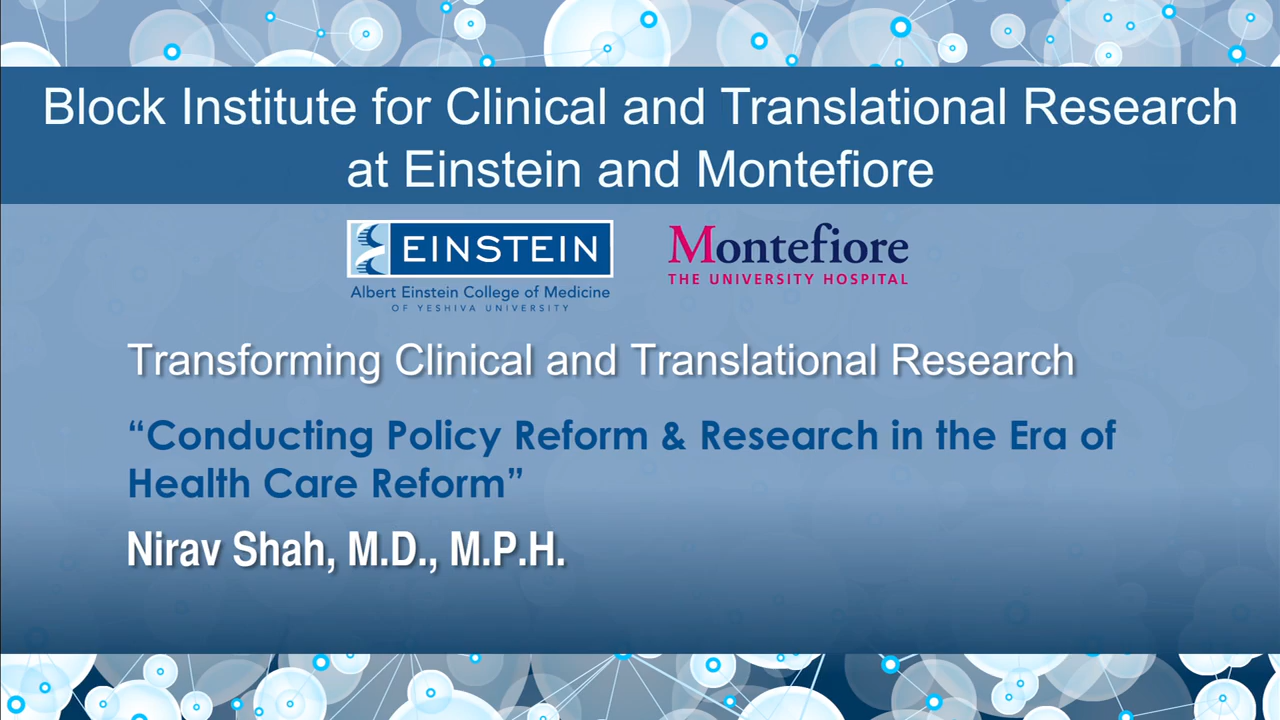 Block Institute for Clinical and Translational Research
at Einstein and Montefiore
EINSTEIN
Albert Einstein College of Medicine
OF YESHIVA UNIVERSITY
Montefiore
THE UNIVERSITY HOSPITAL
Transforming Clinical and Translational Research
“Conducting Policy Reform & Research in the Era of
Health Care Reform”
Nirav Shah, M.D., M.P.H.